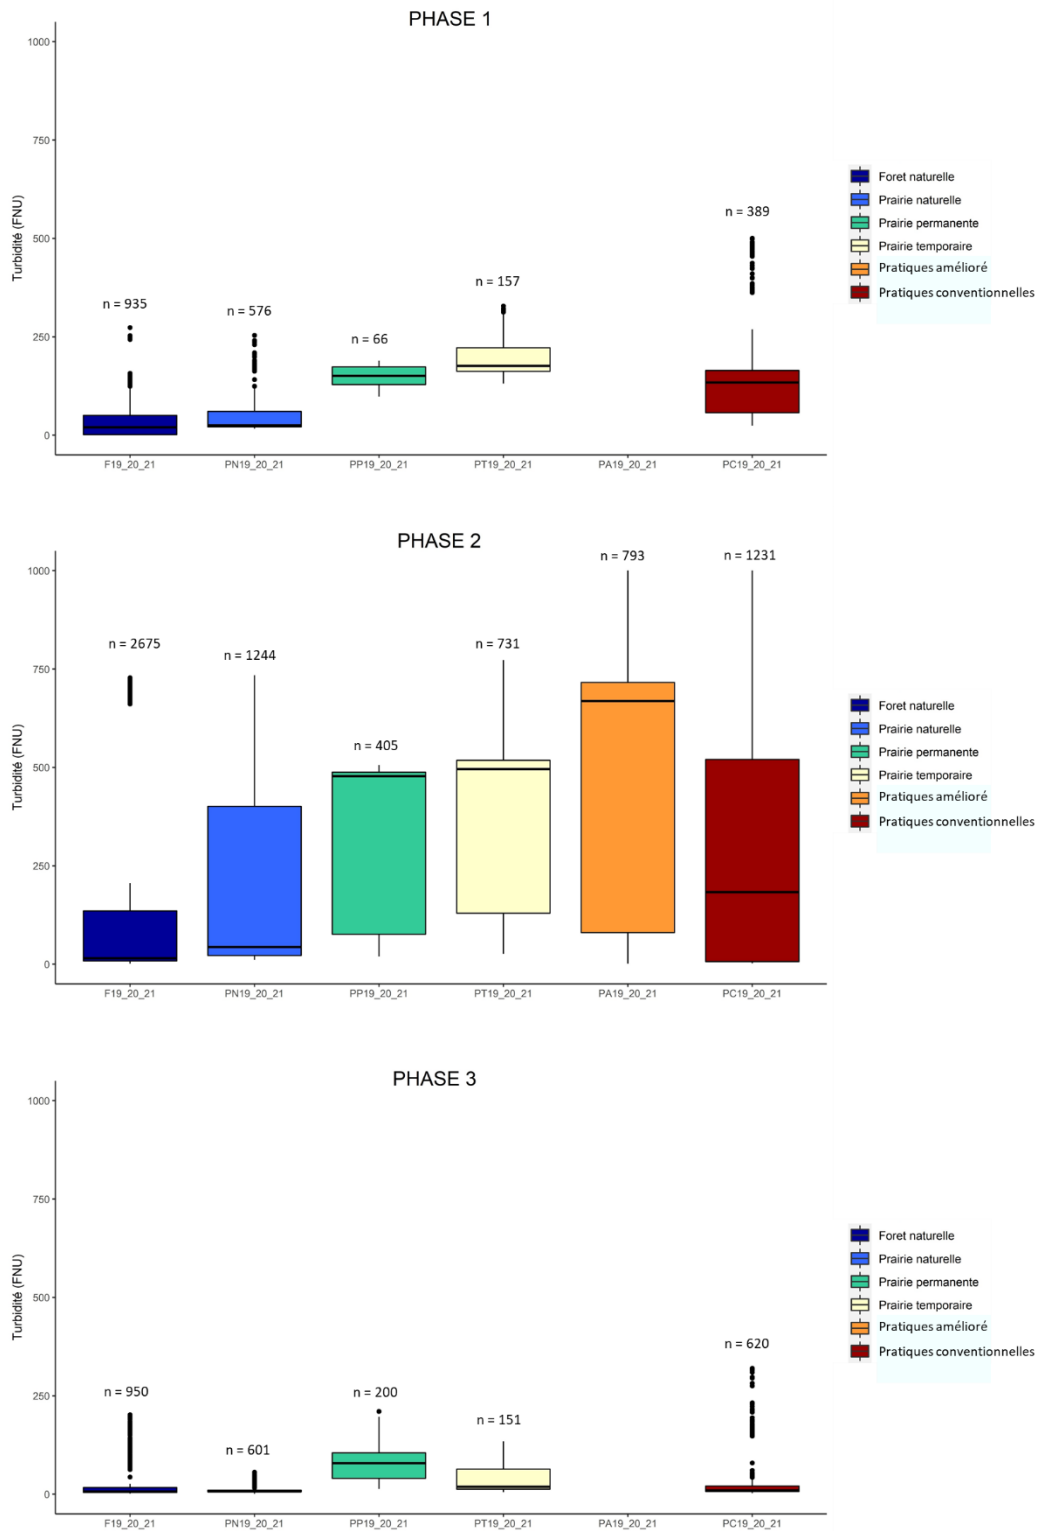 PHASE 1
1000
750
500
250
0
Turbidité (FNU)
n = 935
n = 576
n = 66
n = 157
n = 389
F19_20_21
PN19_20_21
PP19_20_21
PT19_20_21
PA19_20_21
PC19_20_21
Foret naturelle
Prairie naturelle
Prairie permanente
Prairie temporaire
Pratiques amélioré
Pratiques conventionnelles
PHASE 2
1000
750
500
250
0
Turbidité (FNU)
n = 2675
n = 1244
n = 405
n = 731
n = 793
n = 1231
F19_20_21
PN19_20_21
PP19_20_21
PT19_20_21
PA19_20_21
PC19_20_21
Foret naturelle
Prairie naturelle
Prairie permanente
Prairie temporaire
Pratiques amélioré
Pratiques conventionnelles
PHASE 3
1000
750
500
250
0
Turbidité (FNU)
n = 950
n = 601
n = 200
n = 151
n = 620
F19_20_21
PN19_20_21
PP19_20_21
PT19_20_21
PA19_20_21
PC19_20_21
Foret naturelle
Prairie naturelle
Prairie permanente
Prairie temporaire
Pratiques amélioré
Pratiques conventionnelles